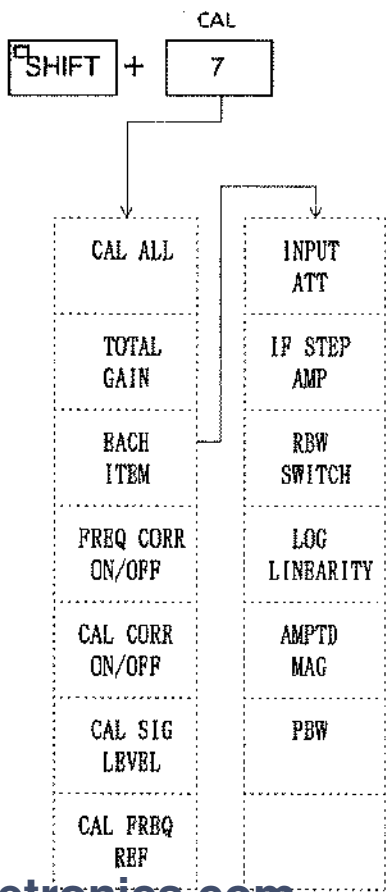 CAL
SHIFT + 7
CAL ALL
TOTAL
GAIN
EACH
ITEM
FREQ CORR
ON/OFF
CAL CORR
ON/OFF
CAL SIG
LEVEL
CAL FREQ
REF
INPUT
ATT
IF STEP
AMP
RBW
SWITCH
LOG
LINEARITY
AMPTD
MAG
PBW